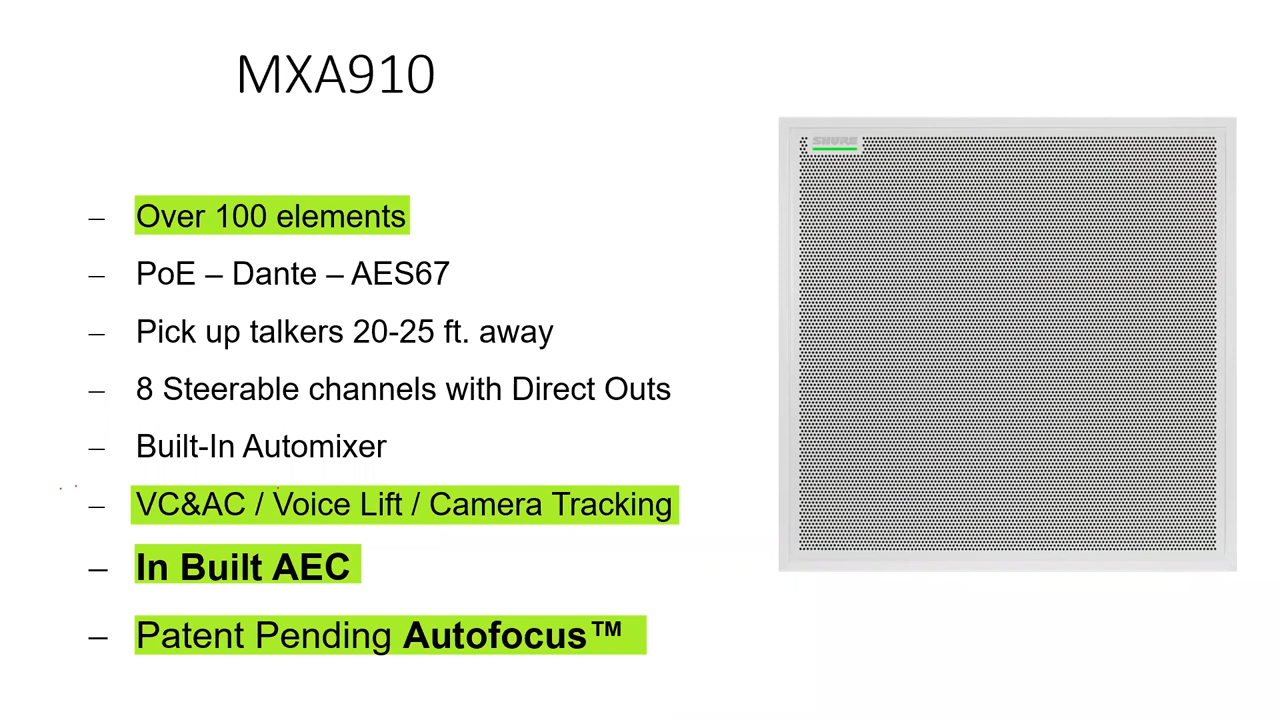 MXA910
– Over 100 elements
– PoE – Dante – AES67
– Pick up talkers 20-25 ft. away
– 8 Steerable channels with Direct Outs
– Built-In Automixer
– VC&AC / Voice Lift / Camera Tracking
– In Built AEC
– Patent Pending Autofocus™
SHURE